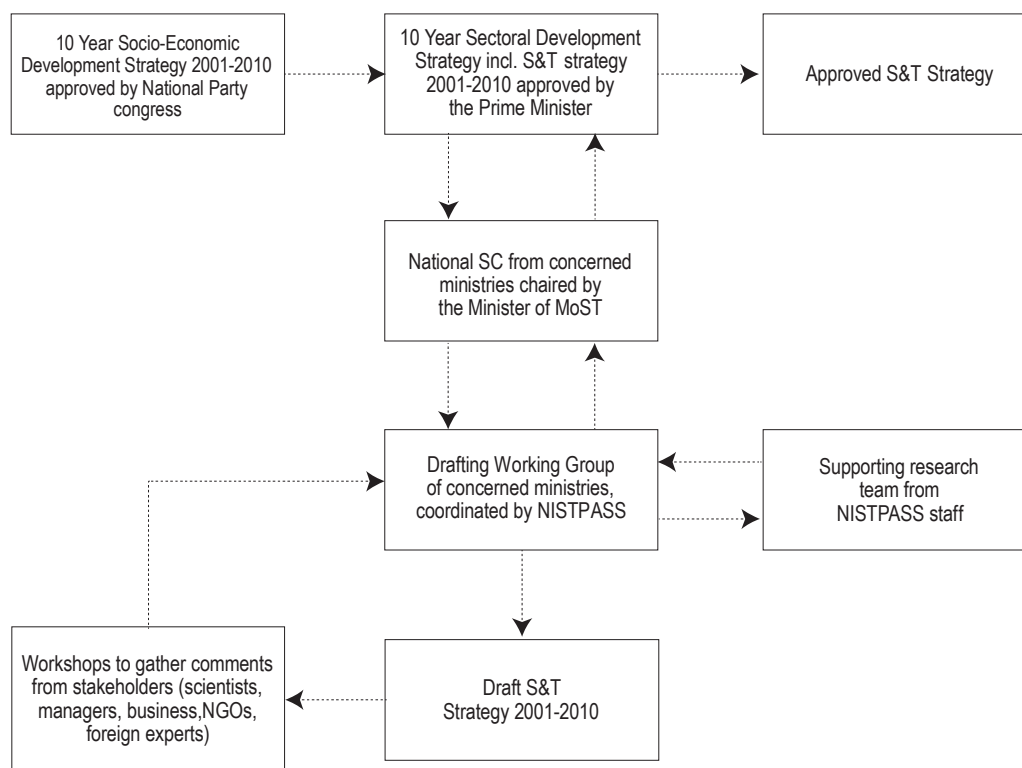 10 Year Socio-Economic
Development Strategy 2001-2010
approved by National Party
congress
10 Year Sectoral Development
Strategy incl. S&T strategy
2001-2010 approved by
the Prime Minister
Approved S&T Strategy
National SC from concerned
ministries chaired by
the Minister of MoST
Drafting Working Group
of concerned ministries,
coordinated by NISTPASS
Supporting research
team from
NISTPASS staff
Workshops to gather comments
from stakeholders (scientists,
managers, business,NGOs,
foreign experts)
Draft S&T
Strategy 2001-2010